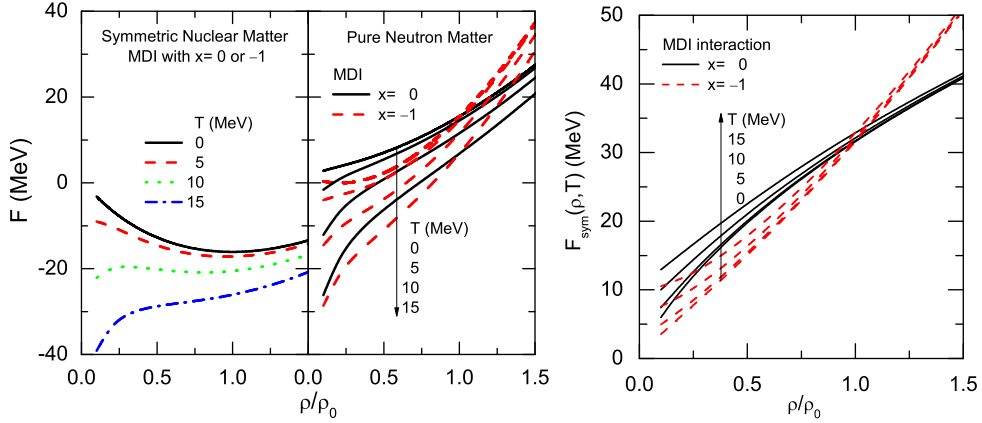 Symmetric Nuclear Matter
MDI with x= 0 or −1
T (MeV)
0
5
10
15
F (MeV)
40
20
0
-20
-40
0.0
0.5
1.0
Pure Neutron Matter
MDI
x= 0
x= −1
T (MeV)
0
5
10
15
0.0
0.5
1.0
1.5
ρ/ρ0
MDI interaction
x= 0
x= −1
T (MeV)
15
10
5
0
Fsym(ρ,T) (MeV)
50
40
30
20
10
0
0.0
0.5
1.0
1.5
ρ/ρ0